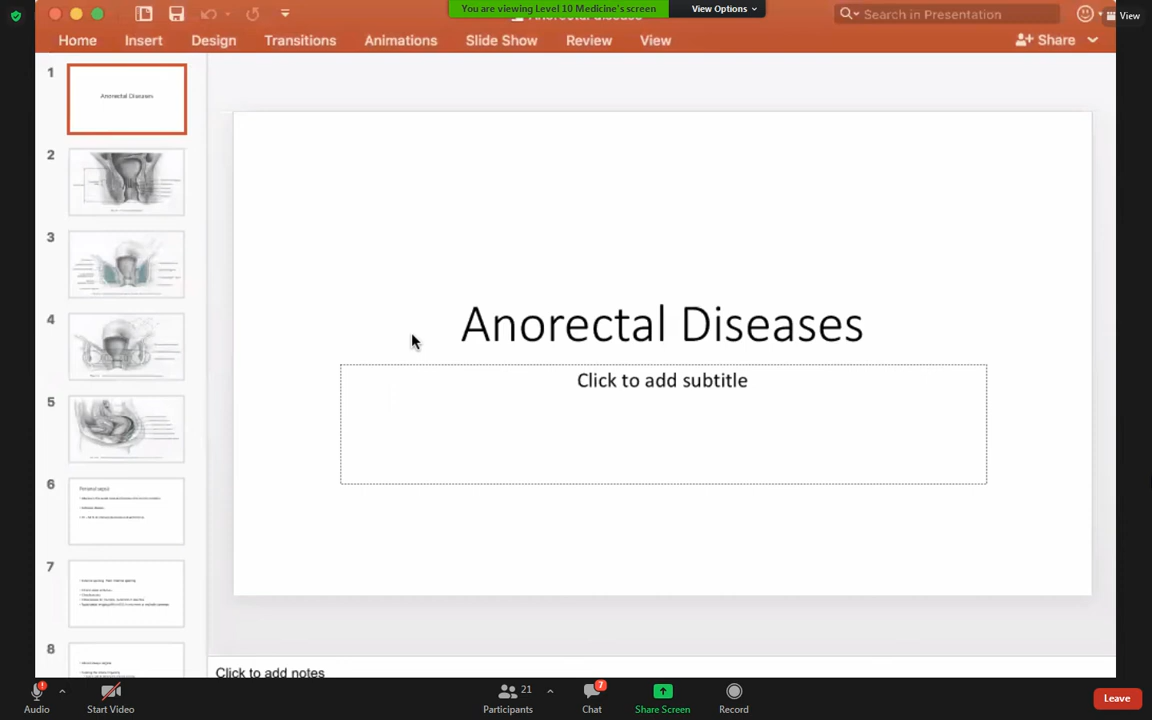 You are viewing Level 10 Medicine's screen
View Options
View
Search in Presentation
Home
Insert
Design
Transitions
Animations
Slide Show
Review
View
Share
1
Anorectal Diseases
2
3
4
5
6
7
8
Anorectal Diseases
Click to add subtitle
Click to add notes
Audio
Start Video
Participants
21
Chat
7
Share Screen
Record
Leave